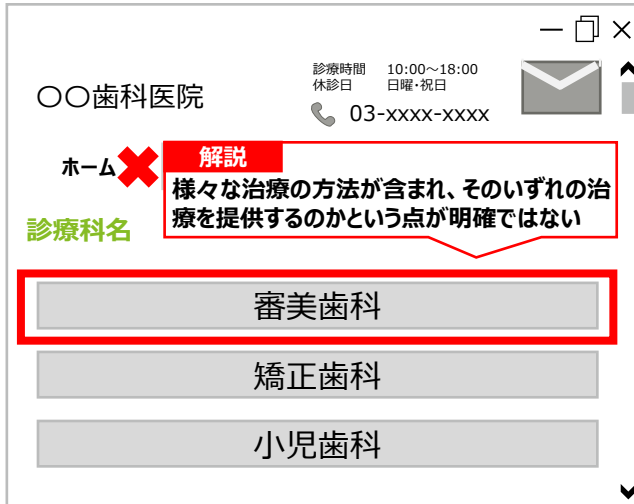 診療時間 10:00～18:00
休診日 日曜・祝日
〇〇歯科医院
03-xxxx-xxxx
ホーム
解説
様々な治療の方法が含まれ、そのいずれの治
療を提供するのかという点が明確ではない
診療科名
審美歯科
矯正歯科
小児歯科